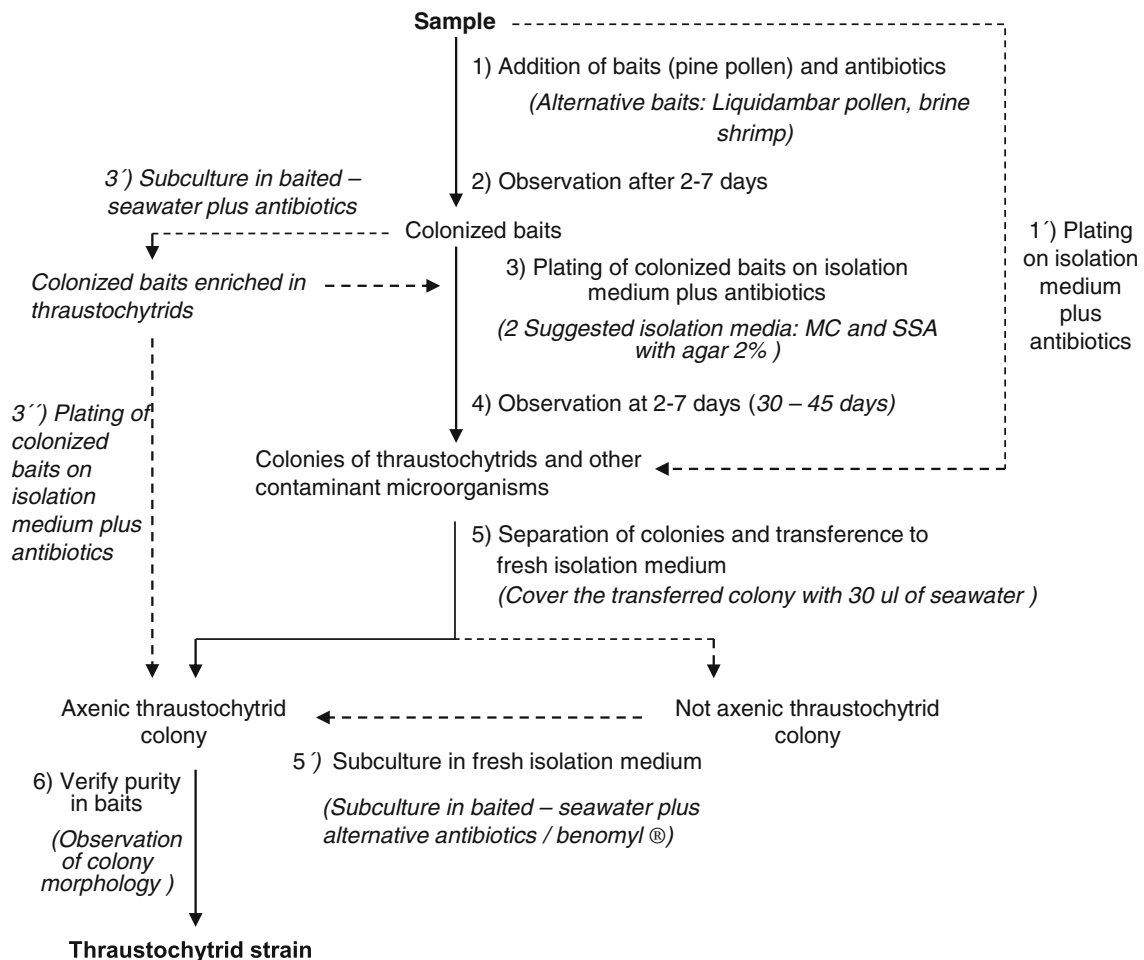 Sample
1) Addition of baits (pine pollen) and antibiotics
(Alternative baits: Liquidambar pollen, brine
shrimp)
3´) Subculture in baited –
seawater plus antibiotics
2) Observation after 2-7 days
Colonized baits
1´) Plating
on isolation
medium
plus
antibiotics
Colonized baits enriched in
thraustochytrids
3) Plating of colonized baits on isolation
medium plus antibiotics
(2 Suggested isolation media: MC and SSA
with agar 2% )
3´´) Plating of
colonized
baits on
isolation
medium plus
antibiotics
4) Observation at 2-7 days (30 – 45 days)
Colonies of thraustochytrids and other
contaminant microorganisms
5) Separation of colonies and transference to
fresh isolation medium
(Cover the transferred colony with 30 ul of seawater )
Axenic thraustochytrid
colony
Not axenic thraustochytrid
colony
5´) Subculture in fresh isolation medium
(Subculture in baited – seawater plus
alternative antibiotics / benomyl ®)
6) Verify purity
in baits
(Observation
of colony
morphology )
Thraustochytrid strain